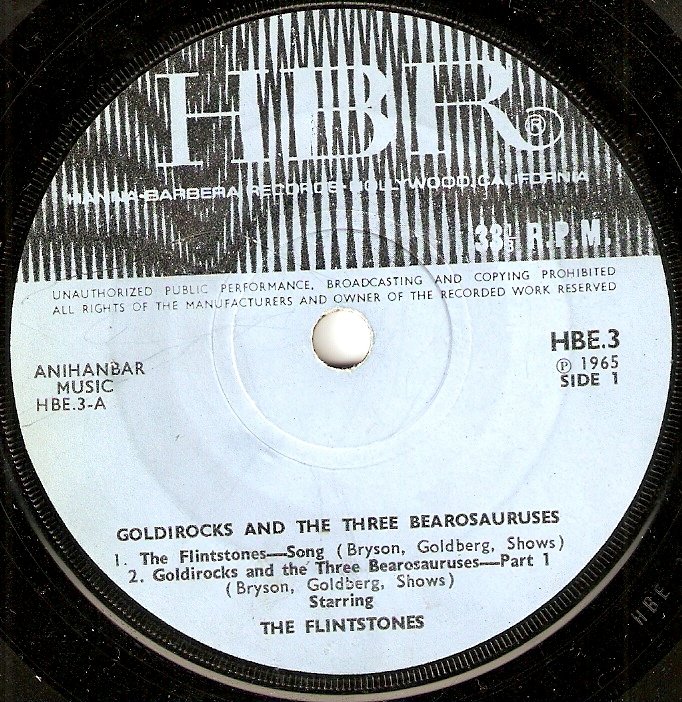 HBR®
HANNA-BARBERA RECORDS • HOLLYWOOD, CALIFORNIA
33⅓ R.P.M.
UNAUTHORIZED PUBLIC PERFORMANCE, BROADCASTING AND COPYING PROHIBITED
ALL RIGHTS OF THE MANUFACTURERS AND OWNER OF THE RECORDED WORK RESERVED
HBE.3
℗ 1965
SIDE 1
ANIHANBAR
MUSIC
HBE.3-A
GOLDIROCKS AND THE THREE BEAROSAURUSES
1. The Flintstones—Song (Bryson, Goldberg, Shows)
2. Goldirocks and the Three Bearosauruses—Part 1
(Bryson, Goldberg, Shows)
Starring
THE FLINTSTONES
HBE